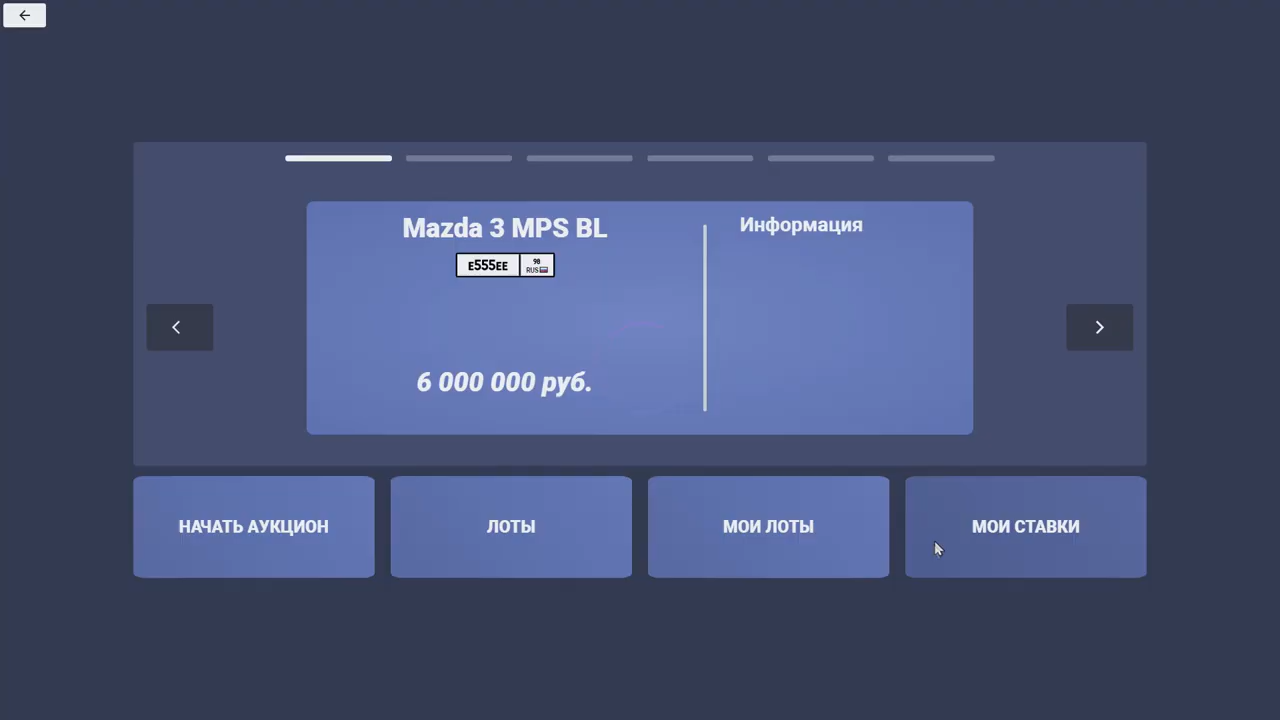 Mazda 3 MPS BL
E555EE
98
RUS
6 000 000 руб.
Информация
НАЧАТЬ АУКЦИОН
ЛОТЫ
МОИ ЛОТЫ
МОИ СТАВКИ